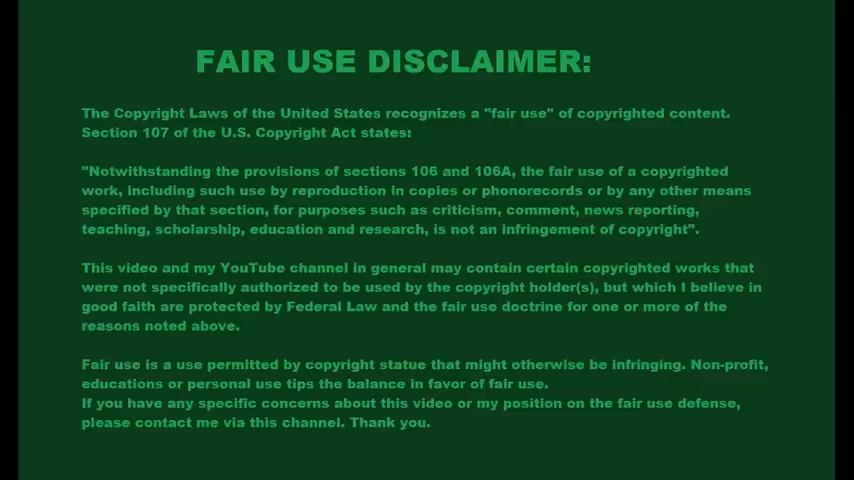 FAIR USE DISCLAIMER:
The Copyright Laws of the United States recognizes a "fair use" of copyrighted content.
Section 107 of the U.S. Copyright Act states:
"Notwithstanding the provisions of sections 106 and 106A, the fair use of a copyrighted
work, including such use by reproduction in copies or phonorecords or by any other means
specified by that section, for purposes such as criticism, comment, news reporting,
teaching, scholarship, education and research, is not an infringement of copyright".
This video and my YouTube channel in general may contain certain copyrighted works that
were not specifically authorized to be used by the copyright holder(s), but which I believe in
good faith are protected by Federal Law and the fair use doctrine for one or more of the
reasons noted above.
Fair use is a use permitted by copyright statue that might otherwise be infringing. Non-profit,
educations or personal use tips the balance in favor of fair use.
If you have any specific concerns about this video or my position on the fair use defense,
please contact me via this channel. Thank you.